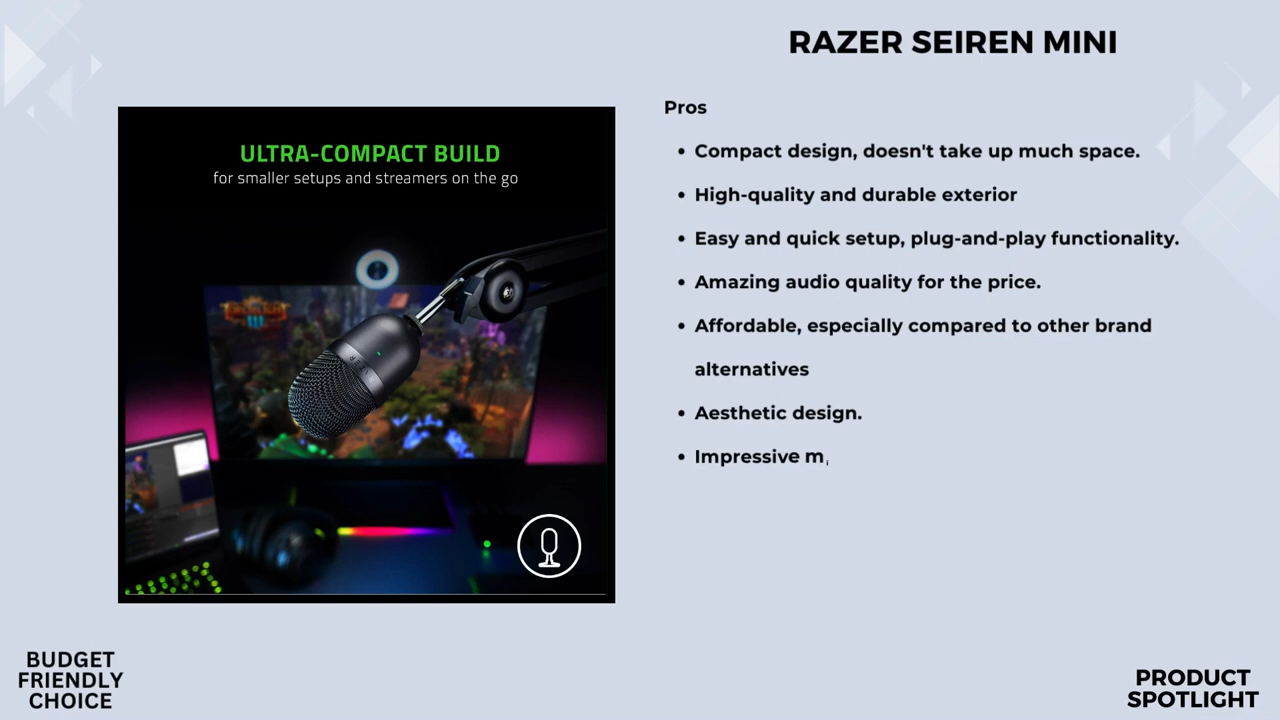 RAZER SEIREN MINI
ULTRA-COMPACT BUILD
for smaller setups and streamers on the go
Pros
• Compact design, doesn't take up much space.
• High-quality and durable exterior
• Easy and quick setup, plug-and-play functionality.
• Amazing audio quality for the price.
• Affordable, especially compared to other brand
alternatives
• Aesthetic design.
• Impressive m
BUDGET
FRIENDLY
CHOICE
PRODUCT
SPOTLIGHT